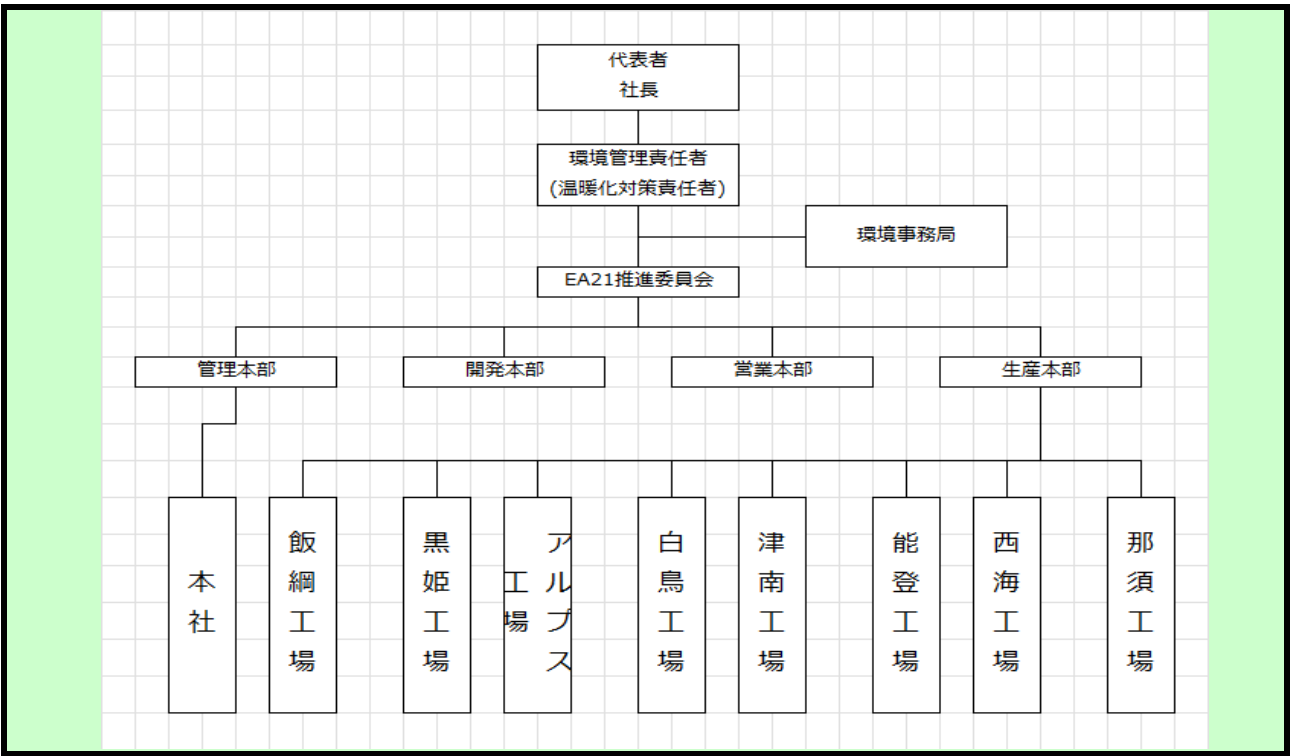 代表者
社長
環境管理責任者
(温暖化対策責任者)
環境事務局
EA21推進委員会
管理本部
開発本部
営業本部
生産本部
本社
飯綱工場
黒姫工場
アルプス
工場
白鳥工場
津南工場
能登工場
西海工場
那須工場